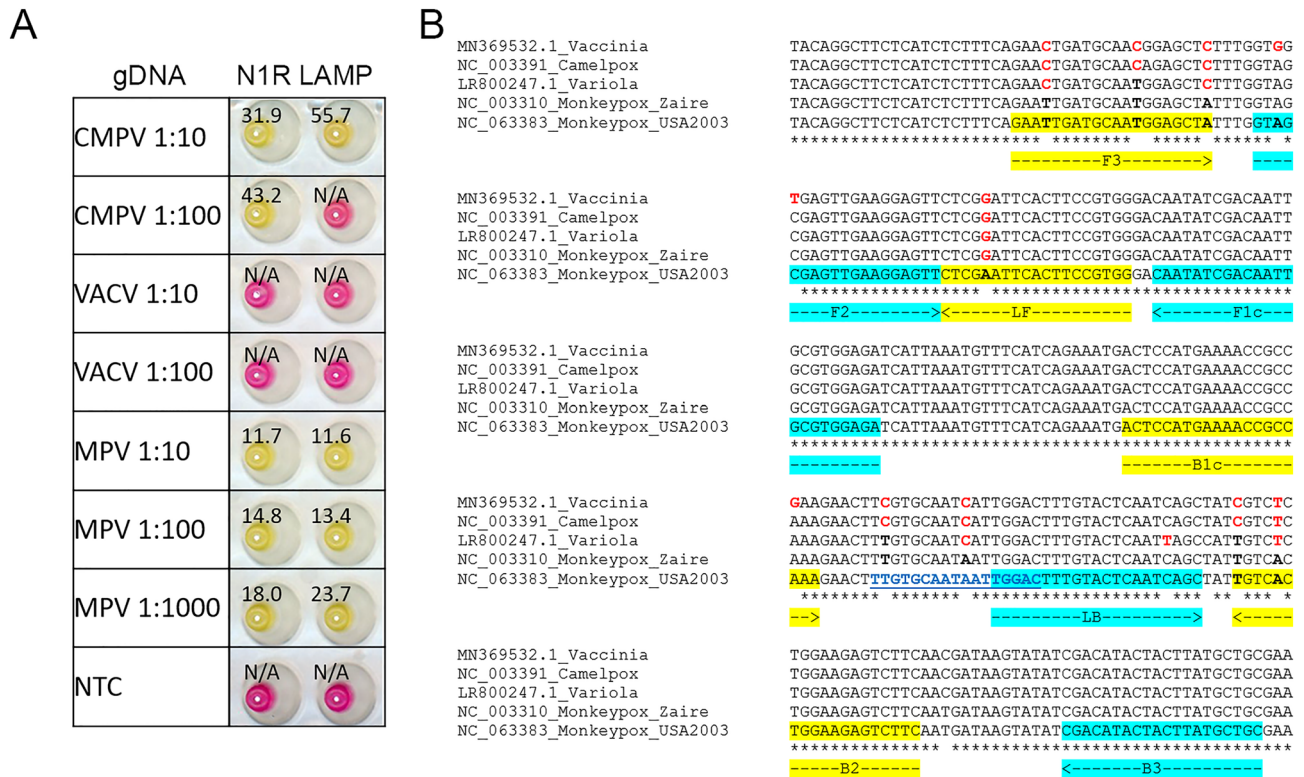 A
gDNA N1R LAMP
CMPV 1:10 31.9 55.7
CMPV 1:100 43.2 N/A
VACV 1:10 N/A N/A
VACV 1:100 N/A N/A
MPV 1:10 11.7 11.6
MPV 1:100 14.8 13.4
MPV 1:1000 18.0 23.7
NTC N/A N/A
B
MN369532.1_Vaccinia TACAGGCTTCTCATCTCTTTCAGAACTGATGCAACGGAGCTCTTTGGTGG
NC_003391_Camelpox TACAGGCTTCTCATCTCTTTCAGAACTGATGCAACAGAGCTCTTTGGTAG
LR800247.1_Variola TACAGGCTTCTCATCTCTTTCAGAACTGATGCAATGGAGCTCTTTGGTAG
NC_003310_Monkeypox_Zaire TACAGGCTTCTCATCTCTTTCAGAATTGATGCAATGGAGCTATTTGGTAG
NC_063383_Monkeypox_USA2003 TACAGGCTTCTCATCTCTTTCAGAATTGATGCAATGGAGCTATTTGGTAG
************************* ********  ***** ****** *
---------F3--------> ----
MN369532.1_Vaccinia TGAGTTGAAGGAGTTCTCGGATTCACTTCCGTGGGACAATATCGACAATT
NC_003391_Camelpox CGAGTTGAAGGAGTTCTCGGATTCACTTCCGTGGGACAATATCGACAATT
LR800247.1_Variola CGAGTTGAAGGAGTTCTCGGATTCACTTCCGTGGGACAATATCGACAATT
NC_003310_Monkeypox_Zaire CGAGTTGAAGGAGTTCTCGGATTCACTTCCGTGGGACAATATCGACAATT
NC_063383_Monkeypox_USA2003 CGAGTTGAAGGAGTTCTCGAATTCACTTCCGTGGGACAATATCGACAATT
****************** ******************************
----F2--------><------LF----------- <-------F1c---
MN369532.1_Vaccinia GCGTGGAGATCATTAAATGTTTCATCAGAAATGACTCCATGAAAACCGCC
NC_003391_Camelpox GCGTGGAGATCATTAAATGTTTCATCAGAAATGACTCCATGAAAACCGCC
LR800247.1_Variola GCGTGGAGATCATTAAATGTTTCATCAGAAATGACTCCATGAAAACCGCC
NC_003310_Monkeypox_Zaire GCGTGGAGATCATTAAATGTTTCATCAGAAATGACTCCATGAAAACCGCC
NC_063383_Monkeypox_USA2003 GCGTGGAGATCATTAAATGTTTCATCAGAAATGACTCCATGAAAACCGCC
**************************************************
--------- -------B1c-------
MN369532.1_Vaccinia GAAGAACTTCGTGCAATCATTGGACTTTGTACTCAATCAGCTATCGTCTC
NC_003391_Camelpox AAAGAACTTCGTGCAATCATTGGACTTTGTACTCAATCAGCTATCGTCTC
LR800247.1_Variola AAAGAACTTTGTGCAATCATTGGACTTTGTACTCAATTAGCCATTGTCTC
NC_003310_Monkeypox_Zaire AAAGAACTTTGTGCAATAATTGGACTTTGTACTCAATCAGCTATTGTCAC
NC_063383_Monkeypox_USA2003 AAAGAACTTTGTGCAATAATTGGACTTTGTACTCAATCAGCTATTGTCAC
******** ******* ******************* *** ** *** *
--> ---------LB---------> <-----
MN369532.1_Vaccinia TGGAAGAGTCTTCAACGATAAGTATATCGACATACTACTTATGCTGCGAA
NC_003391_Camelpox TGGAAGAGTCTTCAACGATAAGTATATCGACATACTACTTATGCTGCGAA
LR800247.1_Variola TGGAAGAGTCTTCAACGATAAGTATATCGACATACTACTTATGCTGCGAA
NC_003310_Monkeypox_Zaire TGGAAGAGTCTTCAATGATAAGTATATCGACATACTACTTATGCTGCGAA
NC_063383_Monkeypox_USA2003 TGGAAGAGTCTTCAATGATAAGTATATCGACATACTACTTATGCTGCGAA
*************** **********************************
-----B2------ <-------B3----------